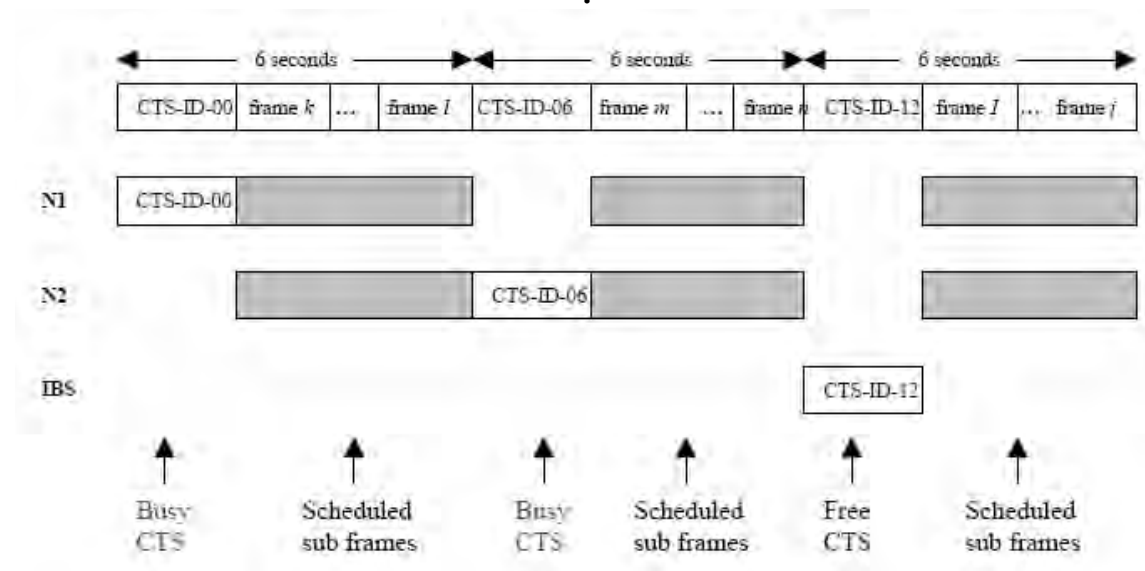 6 seconds 6 seconds 6 seconds
CTS-ID-00 frame k ... frame l CTS-ID-06 frame m ... frame n CTS-ID-12 frame I ... frame j
N1 CTS-ID-00
N2 CTS-ID-06
IBS CTS-ID-12
Busy Scheduled Busy Scheduled Free Scheduled
CTS sub frames CTS sub frames CTS sub frames